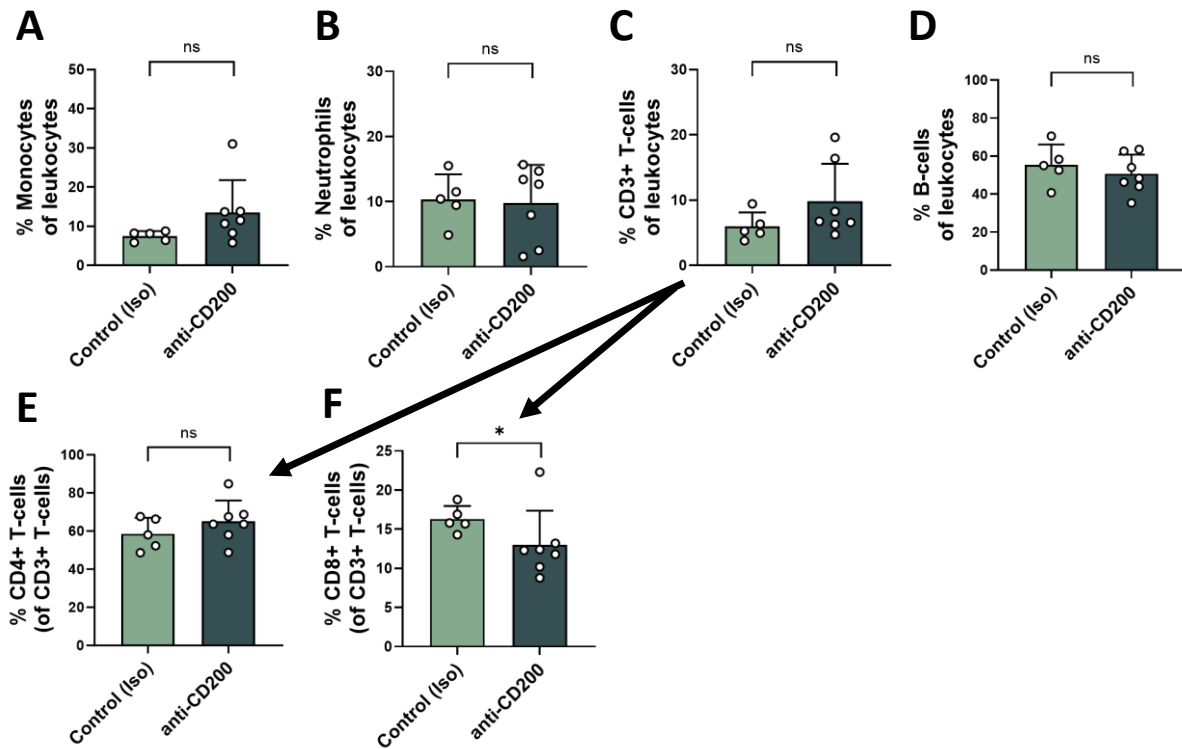 A
ns
% Monocytes
of leukocytes
50
40
30
20
10
0
Control (Iso)
anti-CD200
B
ns
% Neutrophils
of leukocytes
30
20
10
0
Control (Iso)
anti-CD200
C
ns
% CD3+ T-cells
of leukocytes
30
20
10
0
Control (Iso)
anti-CD200
D
ns
% B-cells
of leukocytes
100
80
60
40
20
0
Control (Iso)
anti-CD200
E
ns
% CD4+ T-cells
(of CD3+ T-cells)
100
80
60
40
20
0
Control (Iso)
anti-CD200
F
*
% CD8+ T-cells
(of CD3+ T-cells)
25
20
15
10
5
0
Control (Iso)
anti-CD200